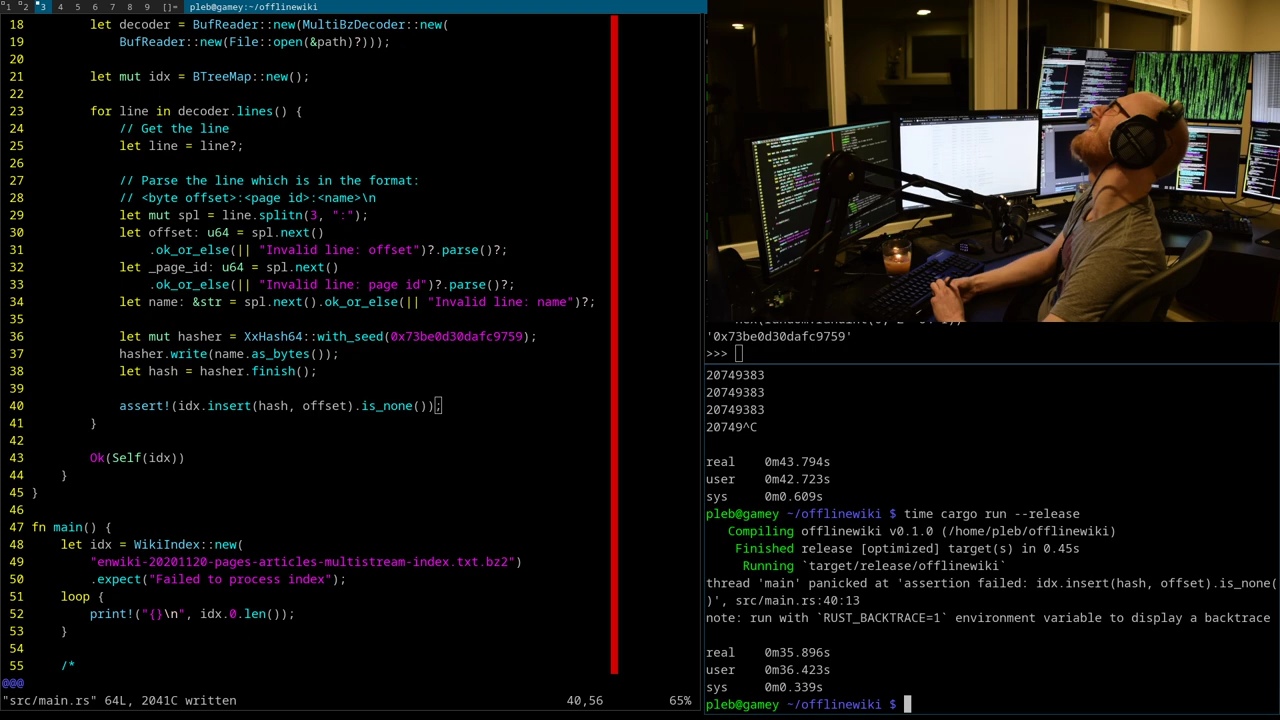 1 2 3 4 5 6 7 8 9 []= pleb@gamey:~/offlinewiki
18 let decoder = BufReader::new(MultiBzDecoder::new(
19 BufReader::new(File::open(&path)?)));
20
21 let mut idx = BTreeMap::new();
22
23 for line in decoder.lines() {
24 // Get the line
25 let line = line?;
26
27 // Parse the line which is in the format:
28 // <byte offset>:<page id>:<name>\n
29 let mut spl = line.splitn(3, ":");
30 let offset: u64 = spl.next()
31 .ok_or_else(|| "Invalid line: offset")?.parse()?;
32 let _page_id: u64 = spl.next()
33 .ok_or_else(|| "Invalid line: page id")?.parse()?;
34 let name: &str = spl.next().ok_or_else(|| "Invalid line: name")?;
35
36 let mut hasher = XxHash64::with_seed(0x73be0d30dafc9759);
37 hasher.write(name.as_bytes());
38 let hash = hasher.finish();
39
40 assert!(idx.insert(hash, offset).is_none());
41 }
42
43 Ok(Self(idx))
44 }
45 }
46
47 fn main() {
48 let idx = WikiIndex::new(
49 "enwiki-20201120-pages-articles-multistream-index.txt.bz2")
50 .expect("Failed to process index");
51 loop {
52 print!("{}\n", idx.0.len());
53 }
54
55 /*
@@@
"src/main.rs" 64L, 2041C written 40,56 65%
'0x73be0d30dafc9759'
>>>
20749383
20749383
20749383
20749^C
real 0m43.794s
user 0m42.723s
sys 0m0.609s
pleb@gamey ~/offlinewiki $ time cargo run --release
Compiling offlinewiki v0.1.0 (/home/pleb/offlinewiki)
Finished release [optimized] target(s) in 0.45s
Running `target/release/offlinewiki`
thread 'main' panicked at 'assertion failed: idx.insert(hash, offset).is_none(
)', src/main.rs:40:13
note: run with `RUST_BACKTRACE=1` environment variable to display a backtrace
real 0m35.896s
user 0m36.423s
sys 0m0.339s
pleb@gamey ~/offlinewiki $